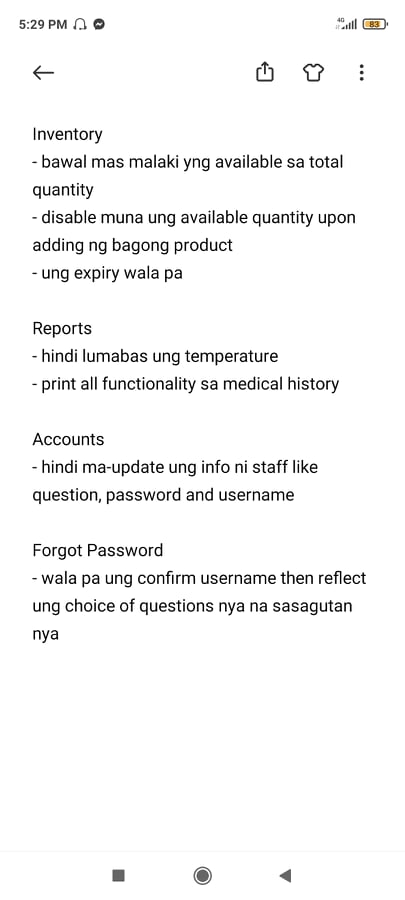 5:29 PM
4G
83
Inventory
- bawal mas malaki yng available sa total
quantity
- disable muna ung available quantity upon
adding ng bagong product
- ung expiry wala pa
Reports
- hindi lumabas ung temperature
- print all functionality sa medical history
Accounts
- hindi ma-update ung info ni staff like
question, password and username
Forgot Password
- wala pa ung confirm username then reflect
ung choice of questions nya na sasagutan
nya